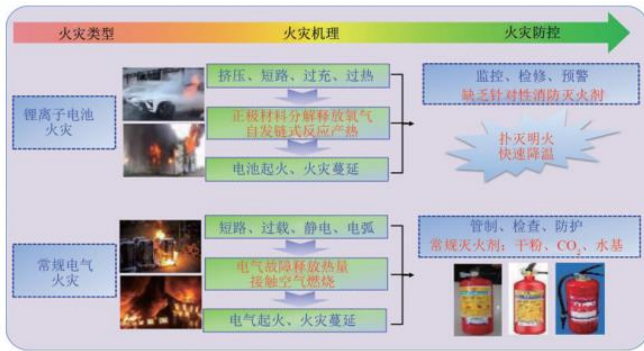 火灾类型
火灾机理
火灾防控
锂离子电池
火灾
挤压、短路、过充、过热
正极材料分解释放氧气
自发链式反应产热
电池起火、火灾蔓延
监控、检修、预警
缺乏针对性消防灭火剂
扑灭明火
快速降温
常规电气
火灾
短路、过载、静电、电弧
电气故障释放热量
接触空气燃烧
电气起火、火灾蔓延
管制、检查、防护
常规灭火剂：干粉、CO₂、水基